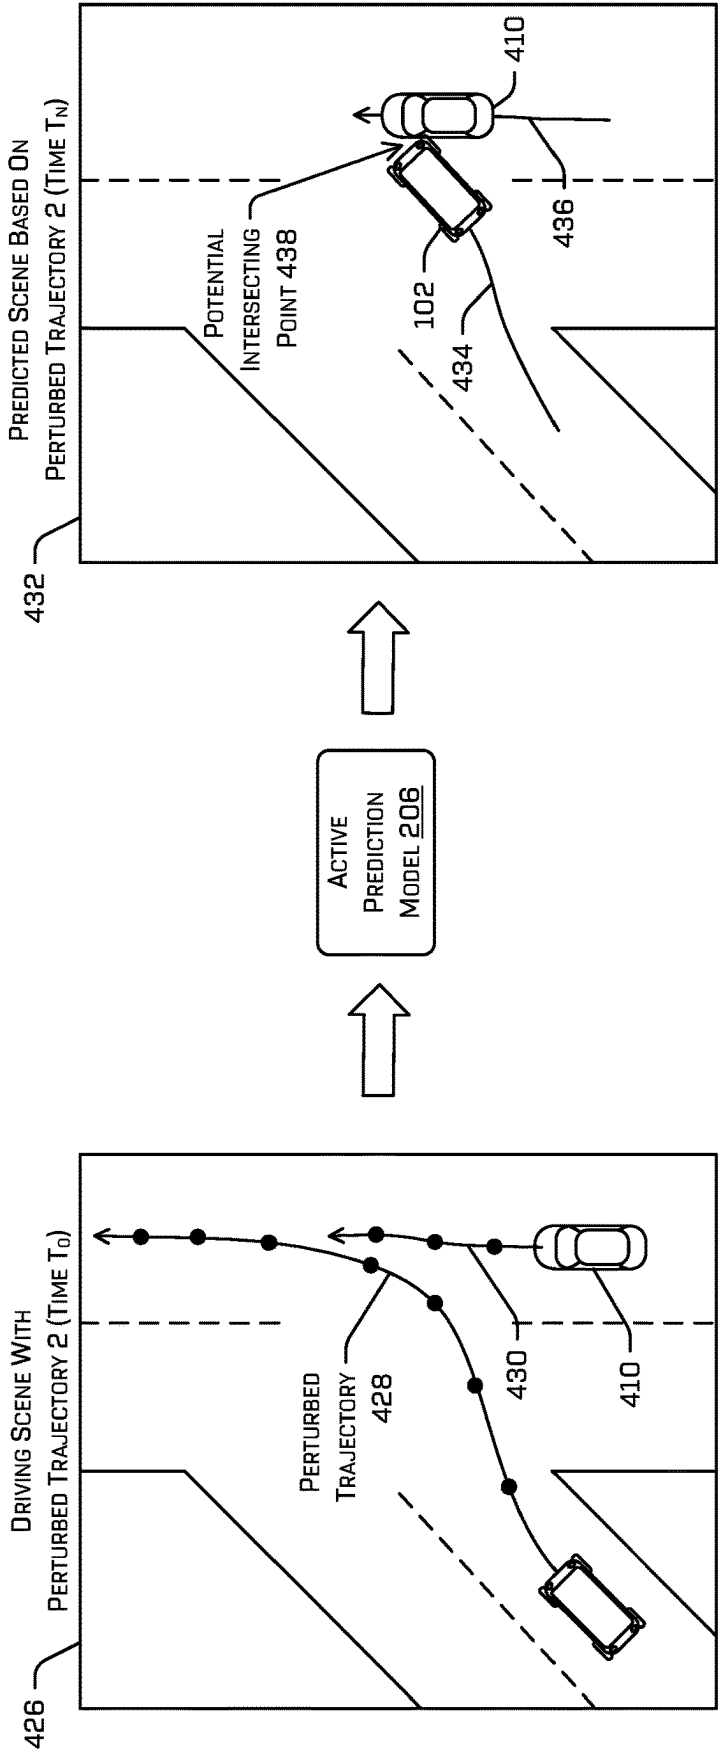 DRIVING SCENE WITH
PERTURBED TRAJECTORY 2 (TIME T0)
426
PERTURBED
TRAJECTORY
428
430
410
ACTIVE
PREDICTION
MODEL 206
PREDICTED SCENE BASED ON
PERTURBED TRAJECTORY 2 (TIME TN)
432
POTENTIAL
INTERSECTING
POINT 438
102
434
436
410